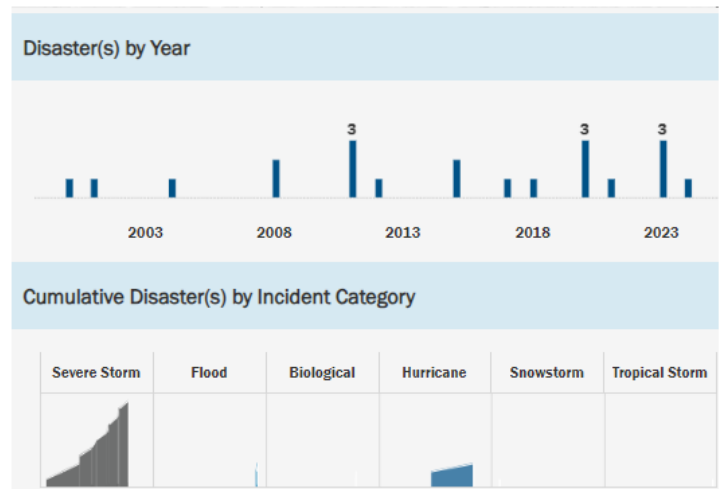 Disaster(s) by Year
3 3 3
2003 2008 2013 2018 2023
Cumulative Disaster(s) by Incident Category
Severe Storm Flood Biological Hurricane Snowstorm Tropical Storm